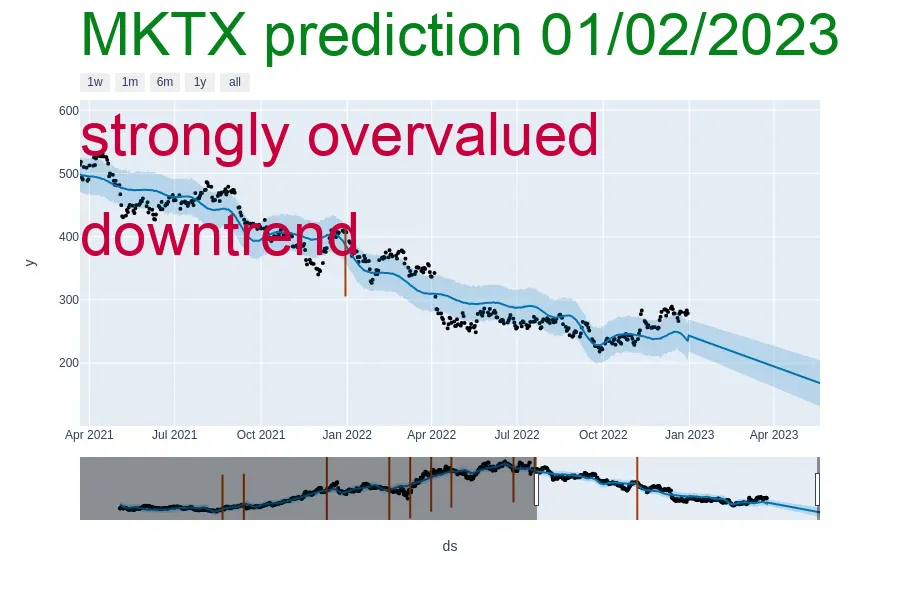 MKTX prediction 01/02/2023
1w 1m 6m 1y all
600
strongly overvalued
500
downtrend
400
y
300
200
Apr 2021 Jul 2021 Oct 2021 Jan 2022 Apr 2022 Jul 2022 Oct 2022 Jan 2023 Apr 2023
ds